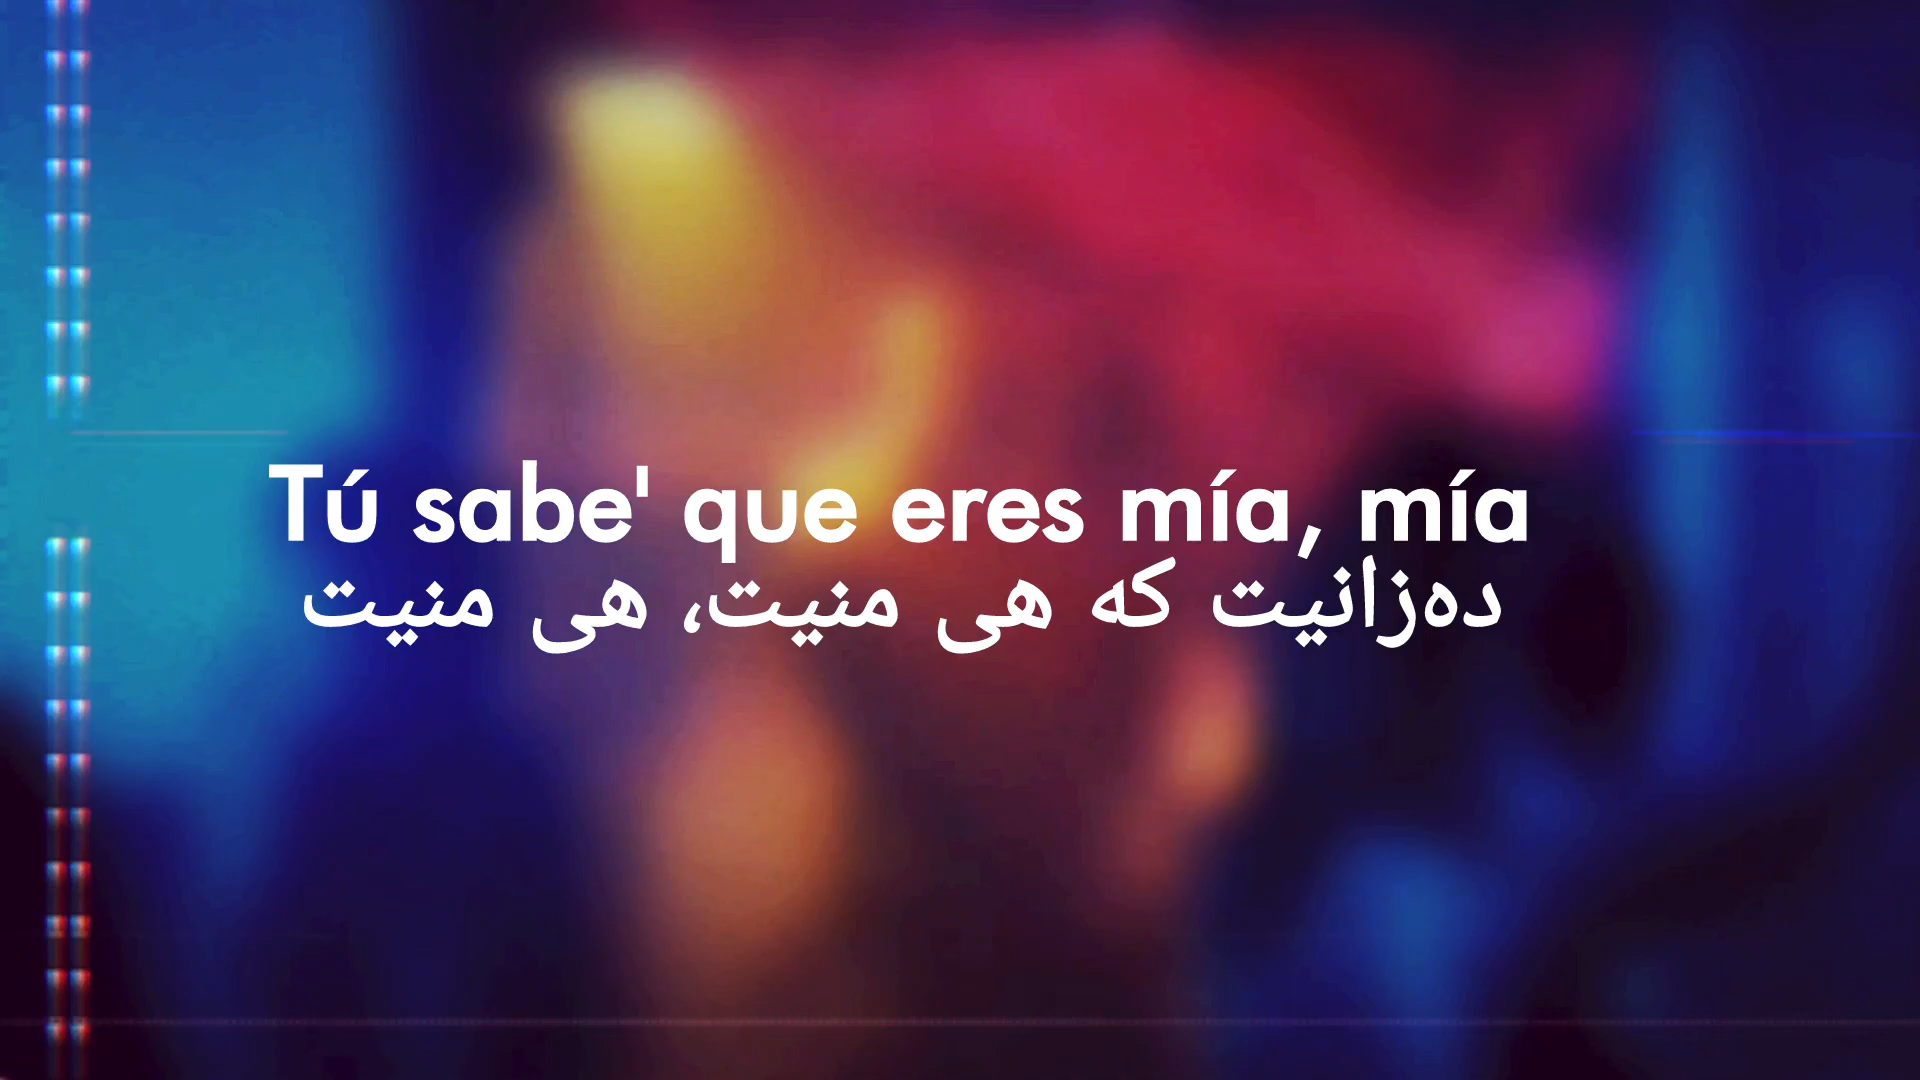 Tú sabe' que eres mía, mía
دەزانیت کە هی منیت، هی منیت